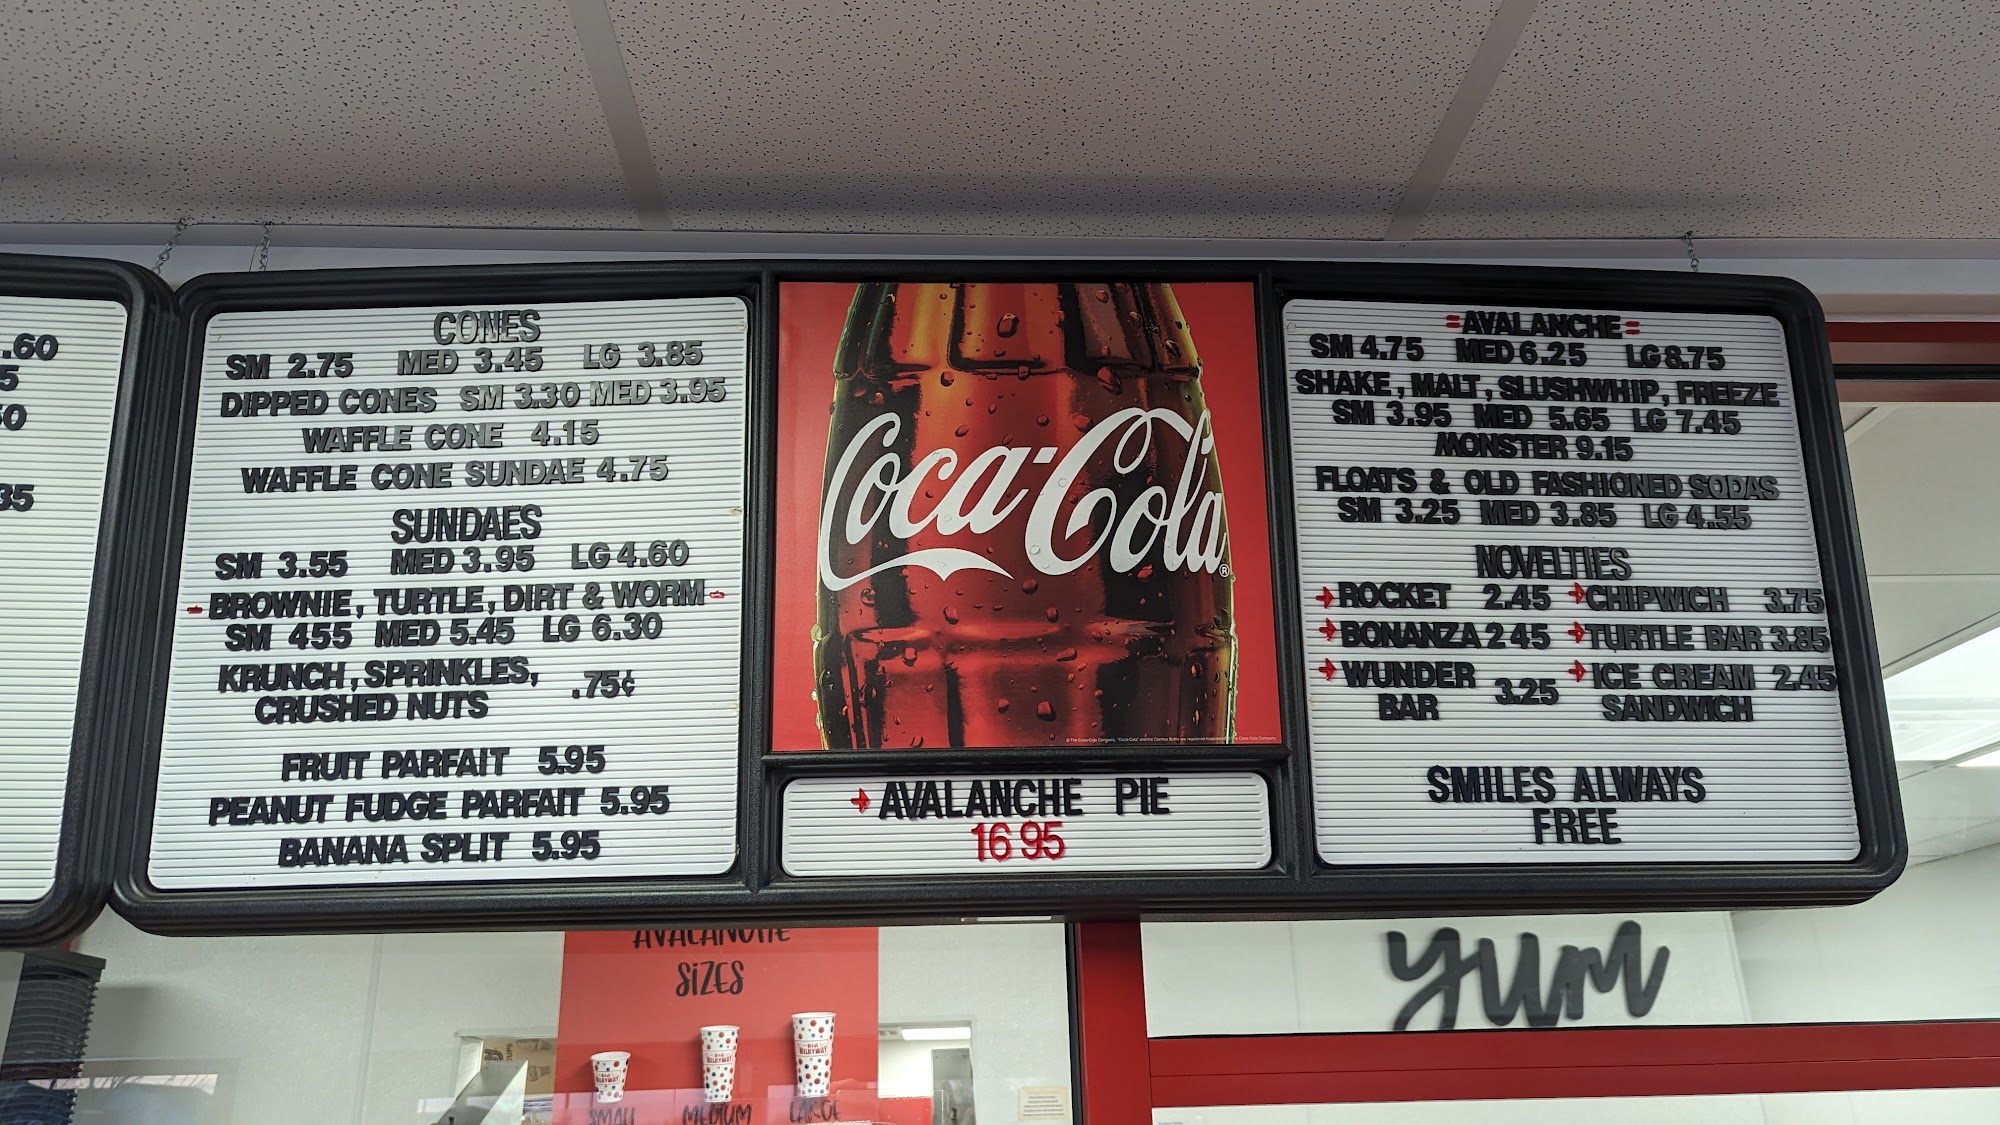 .60
5
50
35
CONES
SM 2.75 MED 3.45 LG 3.85
DIPPED CONES SM 3.30 MED 3.95
WAFFLE CONE 4.15
WAFFLE CONE SUNDAE 4.75
SUNDAES
SM 3.55 MED 3.95 LG 4.60
BROWNIE, TURTLE, DIRT & WORM
SM 455 MED 5.45 LG 6.30
KRUNCH, SPRINKLES, .75¢
CRUSHED NUTS
FRUIT PARFAIT 5.95
PEANUT FUDGE PARFAIT 5.95
BANANA SPLIT 5.95
Coca-Cola®
AVALANCHE PIE
16 95
=AVALANCHE=
SM 4.75 MED 6.25 LG 8.75
SHAKE, MALT, SLUSHWHIP, FREEZE
SM 3.95 MED 5.65 LG 7.45
MONSTER 9.15
FLOATS & OLD FASHIONED SODAS
SM 3.25 MED 3.85 LG 4.55
NOVELTIES
ROCKET 2.45 CHIPWICH 3.75
BONANZA 2 45 TURTLE BAR 3.85
WUNDER BAR 3.25 ICE CREAM SANDWICH 2.45
SMILES ALWAYS
FREE
AVALANCHE
SIZES
SMALL MEDIUM LARGE
yum